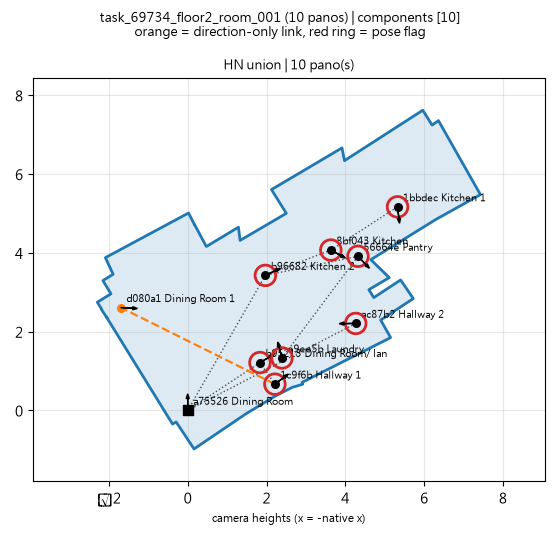 task_69734_floor2_room_001 (10 panos) | components [10]
orange = direction-only link, red ring = pose flag
HN union | 10 pano(s)
1bbdec Kitchen 1
8bf043 Kitchen
Pantry
b96682 Kitchen 2
d080a1 Dining Room 1
ac87b2 Hallway 2
Laundry
Dining Room/ lan
1c9f6b Hallway 1
a75526 Dining Room
8
6
4
2
0
2 0 2 4 6 8
camera heights (x = -native x)